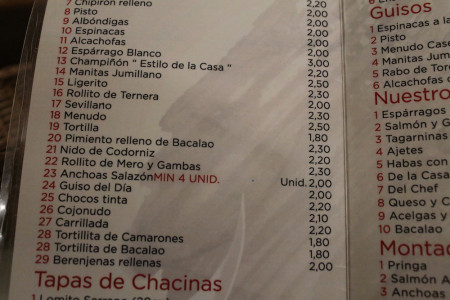 7 Chipirón relleno 2,20
8 Pisto 2,00
9 Albóndigas 2,00
10 Espinacas 2,00
11 Alcachofas 2,00
12 Espárrago Blanco 2,00
13 Champiñón " Estilo de la Casa " 3,00
14 Manitas Jumillano 2,20
15 Ligerito 2,50
16 Rollito de Ternera 2,30
17 Sevillano 2,00
18 Menudo 2,30
19 Tortilla 2,50
20 Pimiento relleno de Bacalao 1,80
21 Nido de Codorniz 2,30
22 Rollito de Mero y Gambas 2,20
23 Anchoas Salazón MIN 4 UNID. Unid. 2,00
24 Guiso del Día 2,00
25 Chocos tinta 2,20
26 Cojonudo 2,10
27 Carrillada 2,20
28 Tortillita de Camarones 1,80
28 Tortillita de Bacalao 1,80
29 Berenjenas rellenas 2,00
Tapas de Chacinas
Guisos
1 Espinacas a la
2 Pisto
3 Menudo Case
4 Manitas Jumill
5 Rabo de Tor
6 Alcachofas
Nuestro
1 Espárragos
2 Salmón y G
3 Tagarninas
4 Ajetes
5 Habas con
6 De la Casa
7 Del Chef
8 Queso y C
9 Acelgas y
10 Bacalao
Montad
1 Pringa
2 Salmón A
3 Anchoas